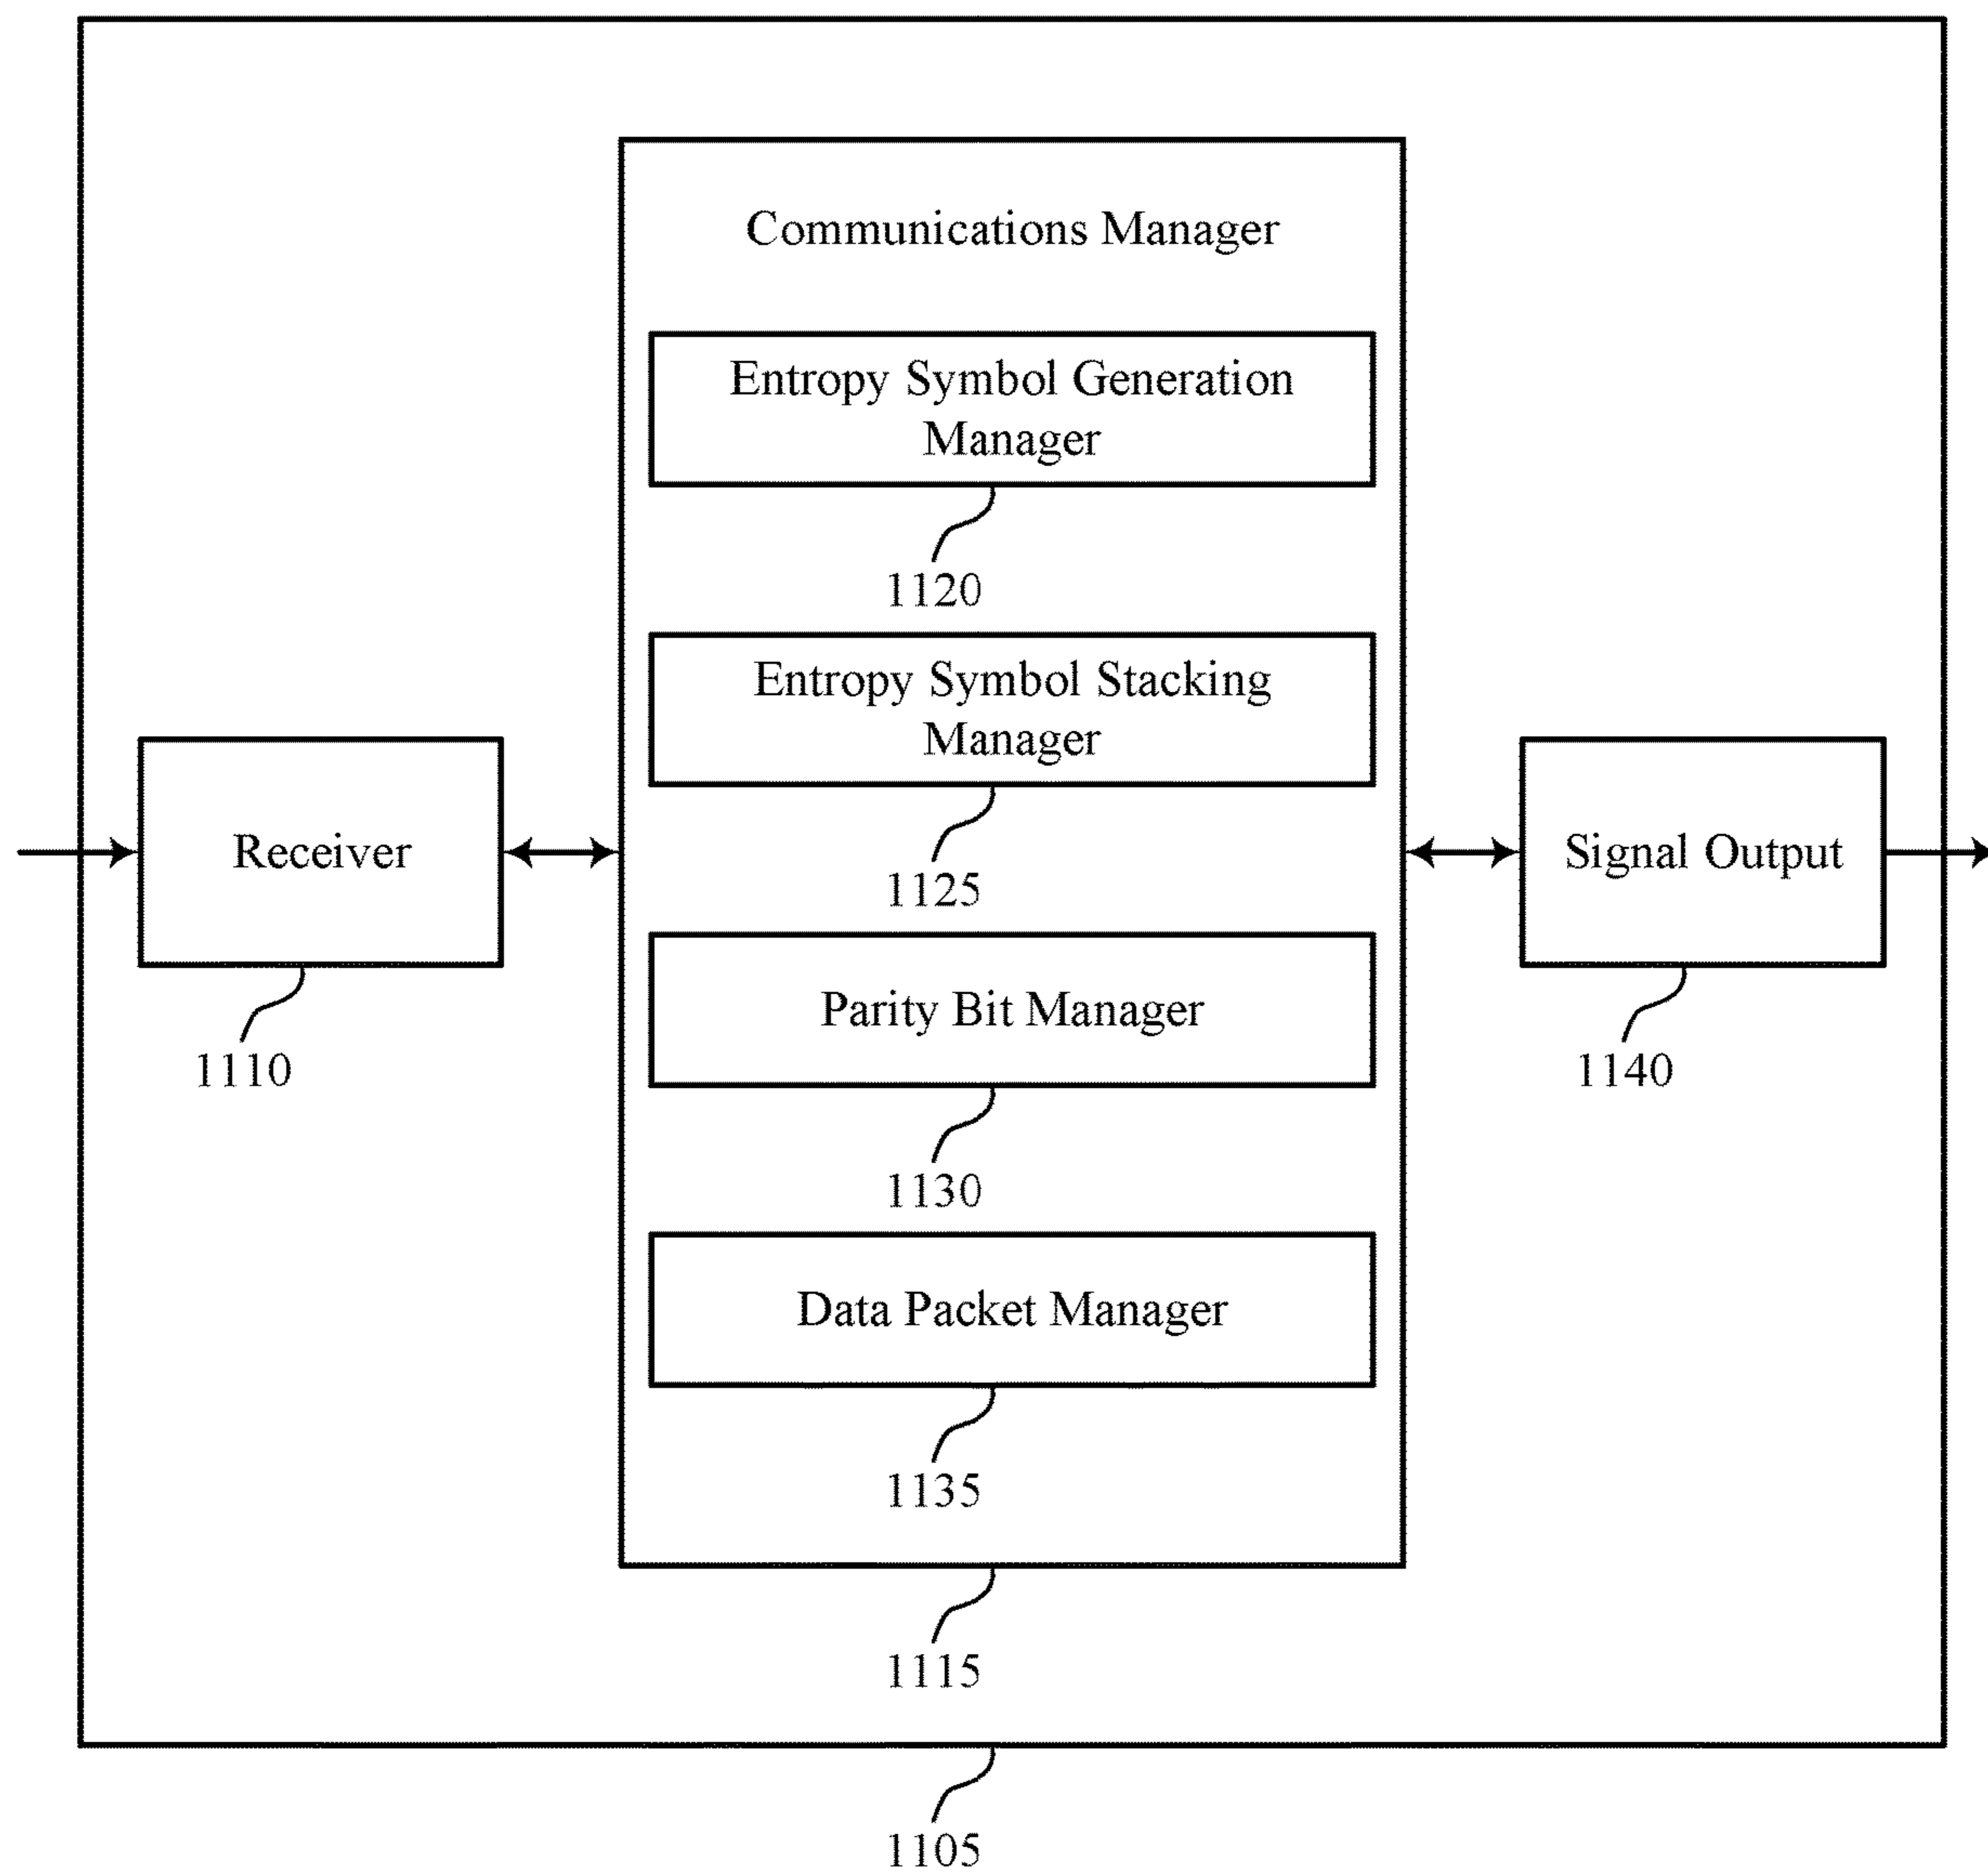 Communications Manager
Entropy Symbol Generation
Manager
1120
Entropy Symbol Stacking
Manager
1125
Receiver
1110
Signal Output
1140
Parity Bit Manager
1130
Data Packet Manager
1135
1115
1105